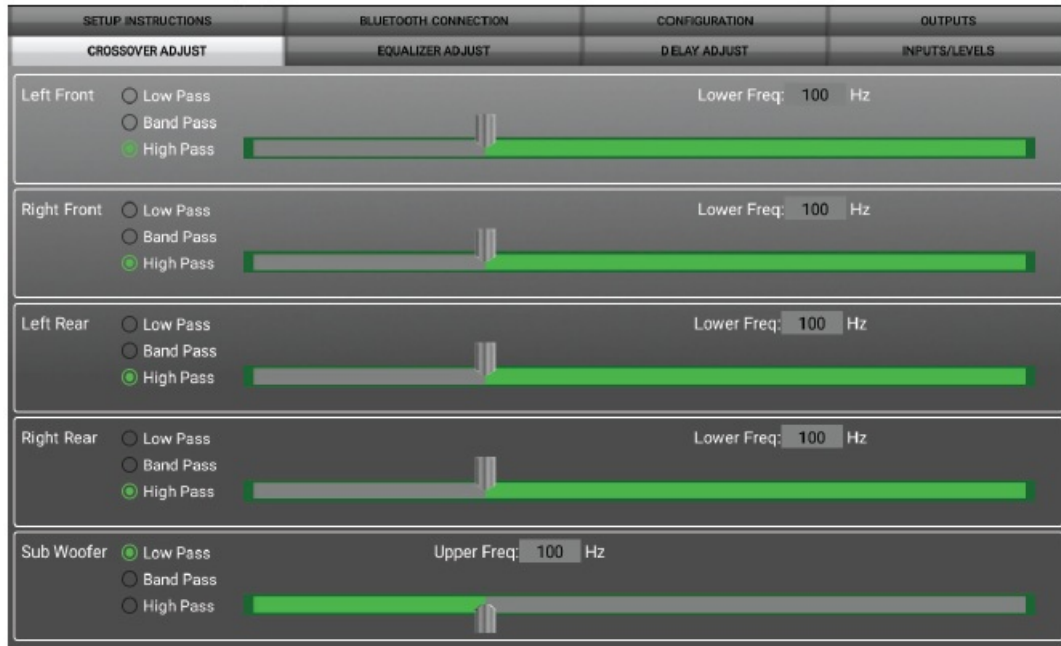 SETUP INSTRUCTIONS BLUETOOTH CONNECTION CONFIGURATION OUTPUTS
CROSSOVER ADJUST EQUALIZER ADJUST DELAY ADJUST INPUTS/LEVELS
Left Front Low Pass Lower Freq: 100 Hz
Band Pass
High Pass
Right Front Low Pass Lower Freq: 100 Hz
Band Pass
High Pass
Left Rear Low Pass Lower Freq: 100 Hz
Band Pass
High Pass
Right Rear Low Pass Lower Freq: 100 Hz
Band Pass
High Pass
Sub Woofer Low Pass Upper Freq: 100 Hz
Band Pass
High Pass